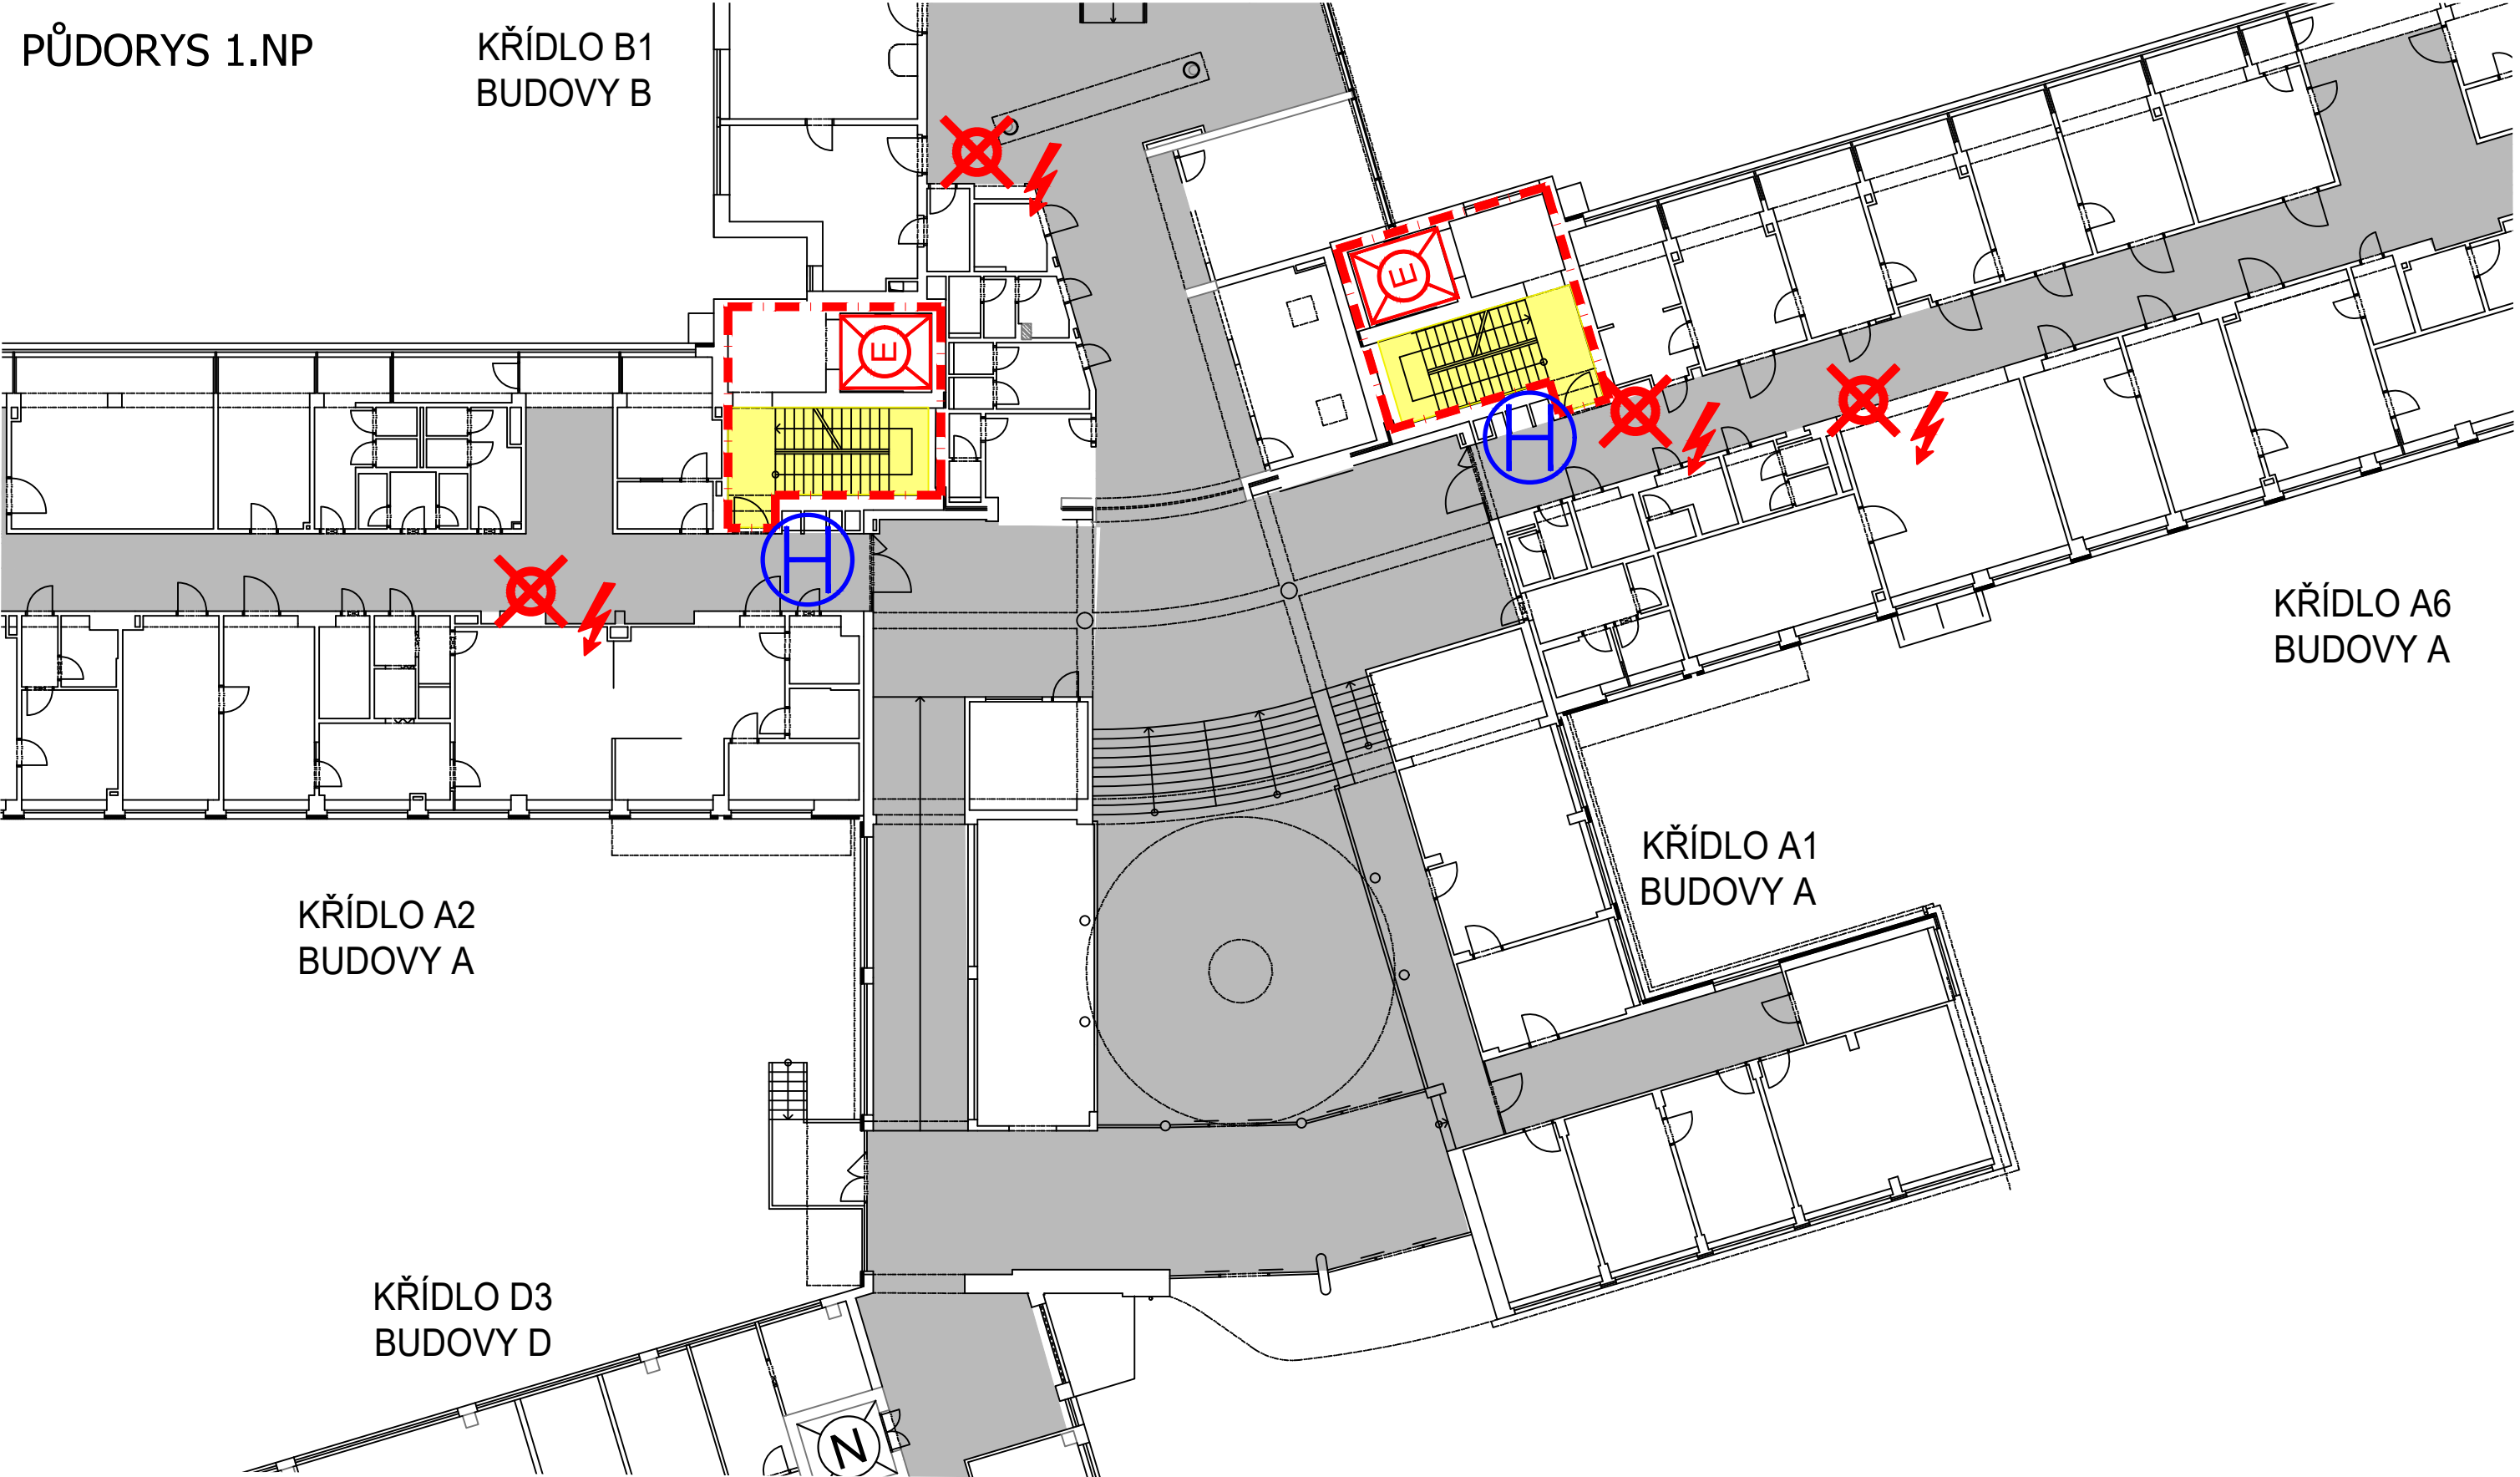 PŮDORYS 1.NP
KŘÍDLO B1
BUDOVY B
E
E
H
H
KŘÍDLO A6
BUDOVY A
KŘÍDLO A1
BUDOVY A
KŘÍDLO A2
BUDOVY A
KŘÍDLO D3
BUDOVY D
N